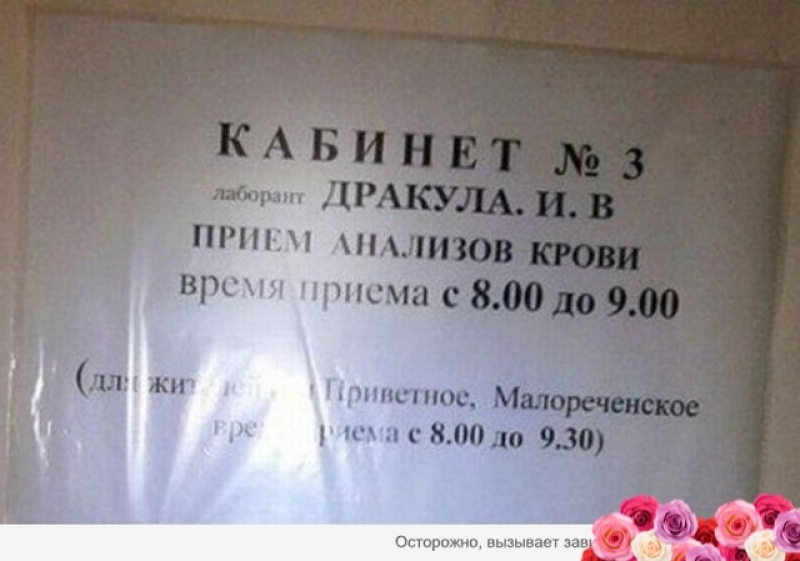 КАБИНЕТ № 3
лаборант ДРАКУЛА. И. В
ПРИЕМ АНАЛИЗОВ КРОВИ
время приема с 8.00 до 9.00
Приветное, Малореченское
с 8.00 до 9.30)
Осторожно, вызывает